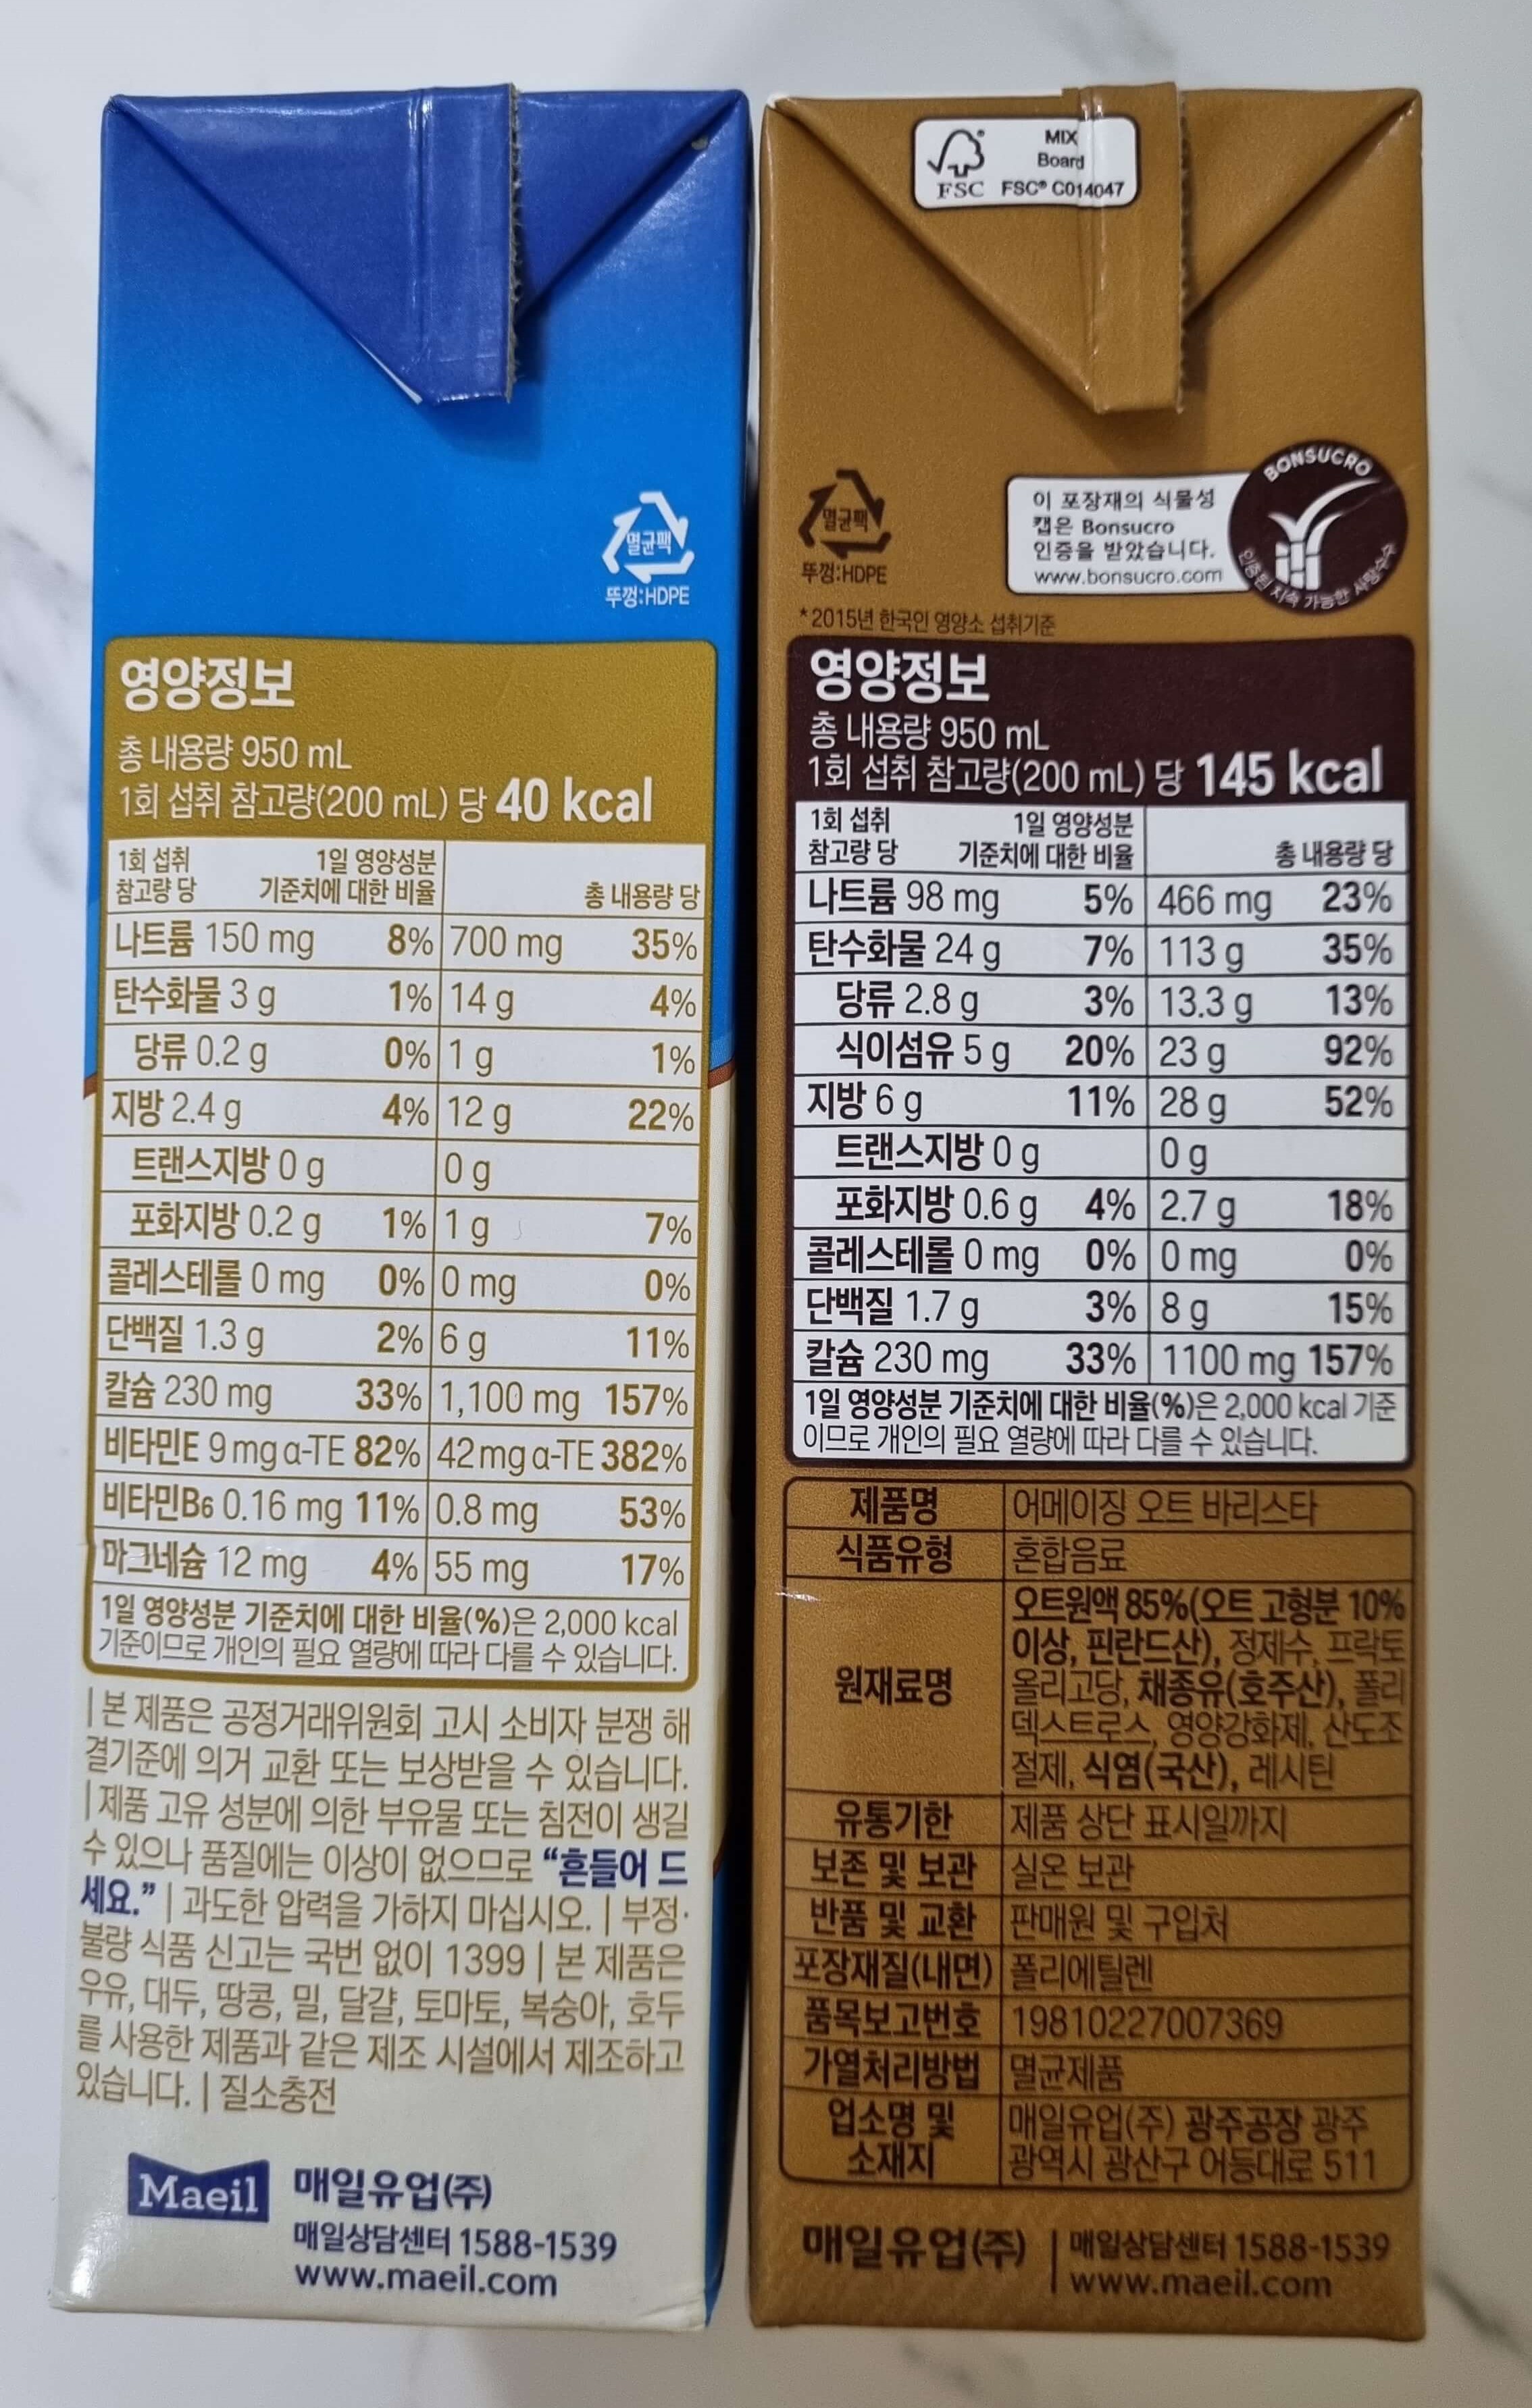 멸균팩
뚜껑:HDPE
영양정보
총 내용량 950 mL
1회 섭취 참고량(200 mL) 당 40 kcal
1회 섭취 참고량 당 1일 영양성분 기준치에 대한 비율 총 내용량 당
나트륨 150 mg 8% 700 mg 35%
탄수화물 3 g 1% 14 g 4%
당류 0.2 g 0% 1 g 1%
지방 2.4 g 4% 12 g 22%
트랜스지방 0 g 0 g
포화지방 0.2 g 1% 1 g 7%
콜레스테롤 0 mg 0% 0 mg 0%
단백질 1.3 g 2% 6 g 11%
칼슘 230 mg 33% 1,100 mg 157%
비타민E 9 mg α-TE 82% 42 mg α-TE 382%
비타민B6 0.16 mg 11% 0.8 mg 53%
마그네슘 12 mg 4% 55 mg 17%
1일 영양성분 기준치에 대한 비율(%)은 2,000 kcal
기준이므로 개인의 필요 열량에 따라 다를 수 있습니다.
| 본 제품은 공정거래위원회 고시 소비자 분쟁 해
결기준에 의거 교환 또는 보상받을 수 있습니다.
| 제품 고유 성분에 의한 부유물 또는 침전이 생길
수 있으나 품질에는 이상이 없으므로 “흔들어 드
세요.” | 과도한 압력을 가하지 마십시오. | 부정·
불량 식품 신고는 국번 없이 1399 | 본 제품은
우유, 대두, 땅콩, 밀, 달걀, 토마토, 복숭아, 호두
를 사용한 제품과 같은 제조 시설에서 제조하고
있습니다. | 질소충전
Maeil 매일유업(주)
매일상담센터 1588-1539
www.maeil.com
MIX
Board
FSC FSC® C014047
멸균팩
뚜껑:HDPE
이 포장재의 식물성
캡은 Bonsucro
인증을 받았습니다.
www.bonsucro.com
BONSUCRO
인증된 지속 가능한 사탕수수
*2015년 한국인 영양소 섭취기준
영양정보
총 내용량 950 mL
1회 섭취 참고량(200 mL) 당 145 kcal
1회 섭취 참고량 당 1일 영양성분 기준치에 대한 비율 총 내용량 당
나트륨 98 mg 5% 466 mg 23%
탄수화물 24 g 7% 113 g 35%
당류 2.8 g 3% 13.3 g 13%
식이섬유 5 g 20% 23 g 92%
지방 6 g 11% 28 g 52%
트랜스지방 0 g 0 g
포화지방 0.6 g 4% 2.7 g 18%
콜레스테롤 0 mg 0% 0 mg 0%
단백질 1.7 g 3% 8 g 15%
칼슘 230 mg 33% 1100 mg 157%
1일 영양성분 기준치에 대한 비율(%)은 2,000 kcal 기준
이므로 개인의 필요 열량에 따라 다를 수 있습니다.
제품명 어메이징 오트 바리스타
식품유형 혼합음료
원재료명 오트원액 85%(오트 고형분 10%
이상, 핀란드산), 정제수, 프락토
올리고당, 채종유(호주산), 폴리
덱스트로스, 영양강화제, 산도조
절제, 식염(국산), 레시틴
유통기한 제품 상단 표시일까지
보존 및 보관 실온 보관
반품 및 교환 판매원 및 구입처
포장재질(내면) 폴리에틸렌
품목보고번호 19810227007369
가열처리방법 멸균제품
업소명 및 소재지 매일유업(주) 광주공장 광주
광역시 광산구 어등대로 511
매일유업(주) | 매일상담센터 1588-1539
www.maeil.com